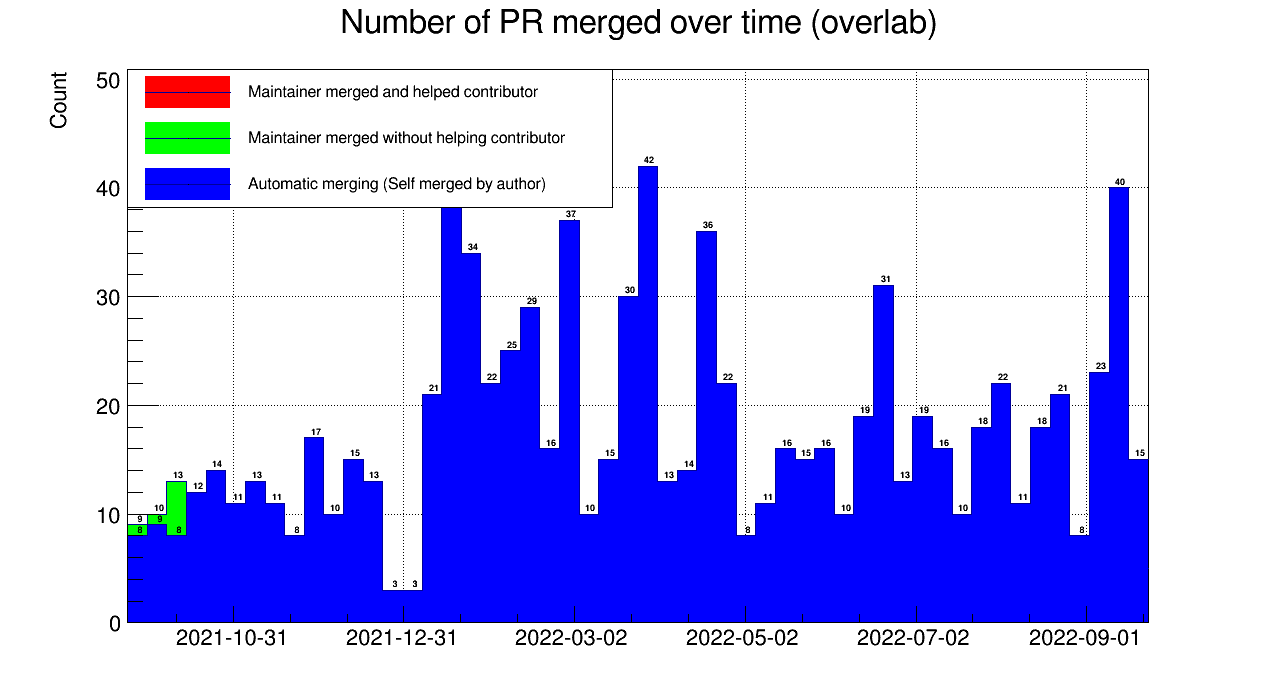 Number of PR merged over time (overlab)
Count
50
40
30
20
10
0
Maintainer merged and helped contributor
Maintainer merged without helping contributor
Automatic merging (Self merged by author)
9 10 13 12 14 11 13 11 8 17 10 15 13 3 3 21 34 22 25 29 16 37 10 15 30 42 13 14 36 22 8 11 16 15 16 10 19 31 13 19 16 10 18 22 11 18 21 8 23 40 15
8 9 8
2021-10-31 2021-12-31 2022-03-02 2022-05-02 2022-07-02 2022-09-01